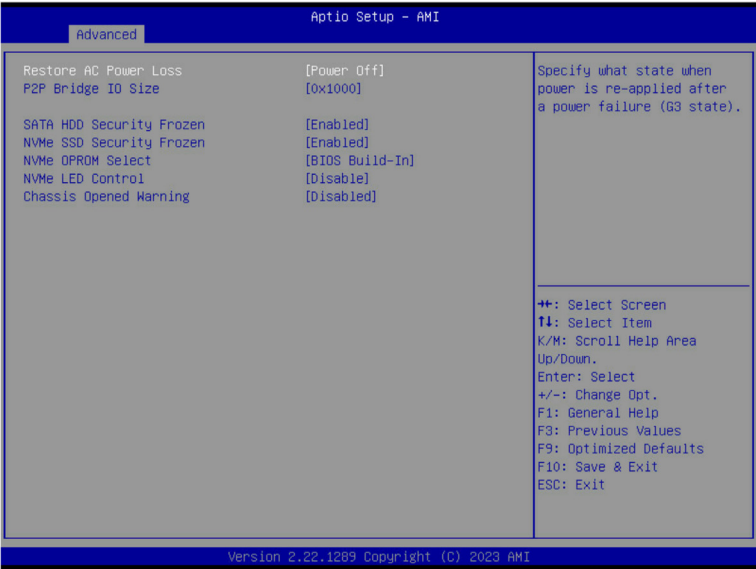 Aptio Setup – AMI
Advanced
Restore AC Power Loss [Power Off]
P2P Bridge IO Size [0x1000]
SATA HDD Security Frozen [Enabled]
NVMe SSD Security Frozen [Enabled]
NVMe OPROM Select [BIOS Build-In]
NVMe LED Control [Disable]
Chassis Opened Warning [Disabled]
Specify what state when
power is re-applied after
a power failure (G3 state).
→←: Select Screen
↑↓: Select Item
K/M: Scroll Help Area
Up/Down.
Enter: Select
+/-: Change Opt.
F1: General Help
F3: Previous Values
F9: Optimized Defaults
F10: Save & Exit
ESC: Exit
Version 2.22.1289 Copyright (C) 2023 AMI